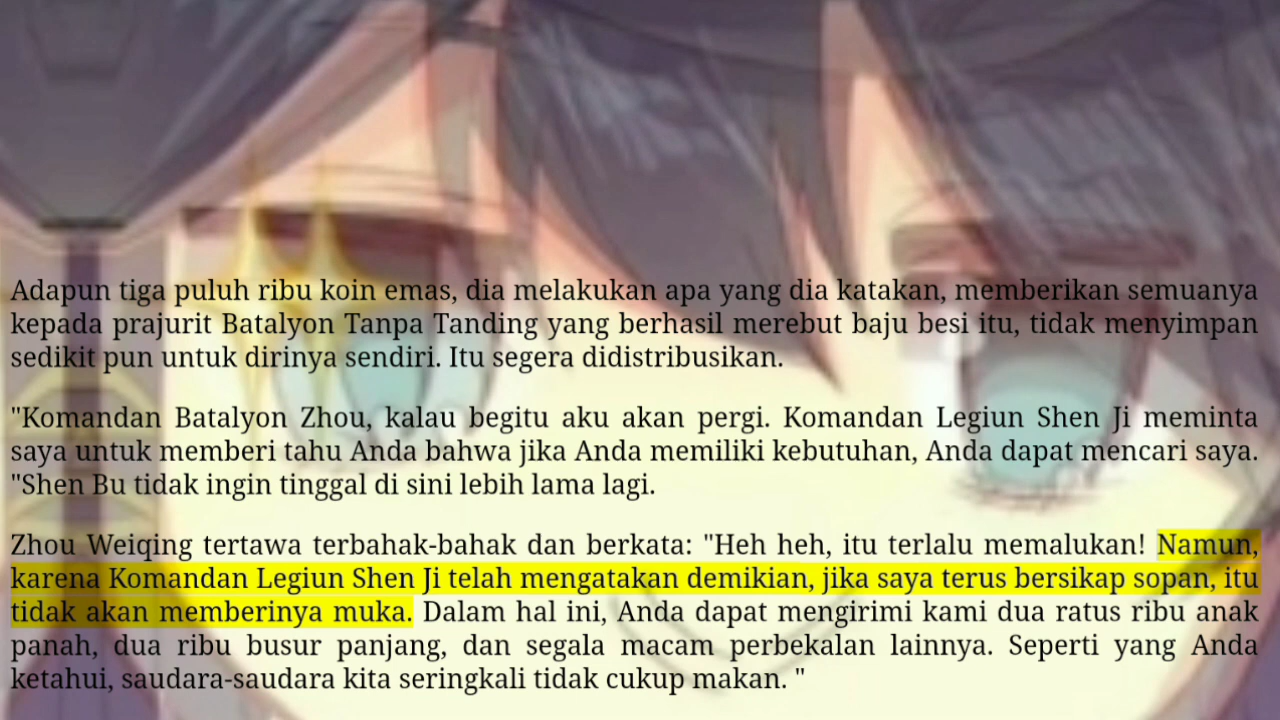 Adapun tiga puluh ribu koin emas, dia melakukan apa yang dia katakan, memberikan semuanya
kepada prajurit Batalyon Tanpa Tanding yang berhasil merebut baju besi itu, tidak menyimpan
sedikit pun untuk dirinya sendiri. Itu segera didistribusikan.
"Komandan Batalyon Zhou, kalau begitu aku akan pergi. Komandan Legiun Shen Ji meminta
saya untuk memberi tahu Anda bahwa jika Anda memiliki kebutuhan, Anda dapat mencari saya.
"Shen Bu tidak ingin tinggal di sini lebih lama lagi.
Zhou Weiqing tertawa terbahak-bahak dan berkata: "Heh heh, itu terlalu memalukan! Namun,
karena Komandan Legiun Shen Ji telah mengatakan demikian, jika saya terus bersikap sopan, itu
tidak akan memberinya muka. Dalam hal ini, Anda dapat mengirimi kami dua ratus ribu anak
panah, dua ribu busur panjang, dan segala macam perbekalan lainnya. Seperti yang Anda
ketahui, saudara-saudara kita seringkali tidak cukup makan. "